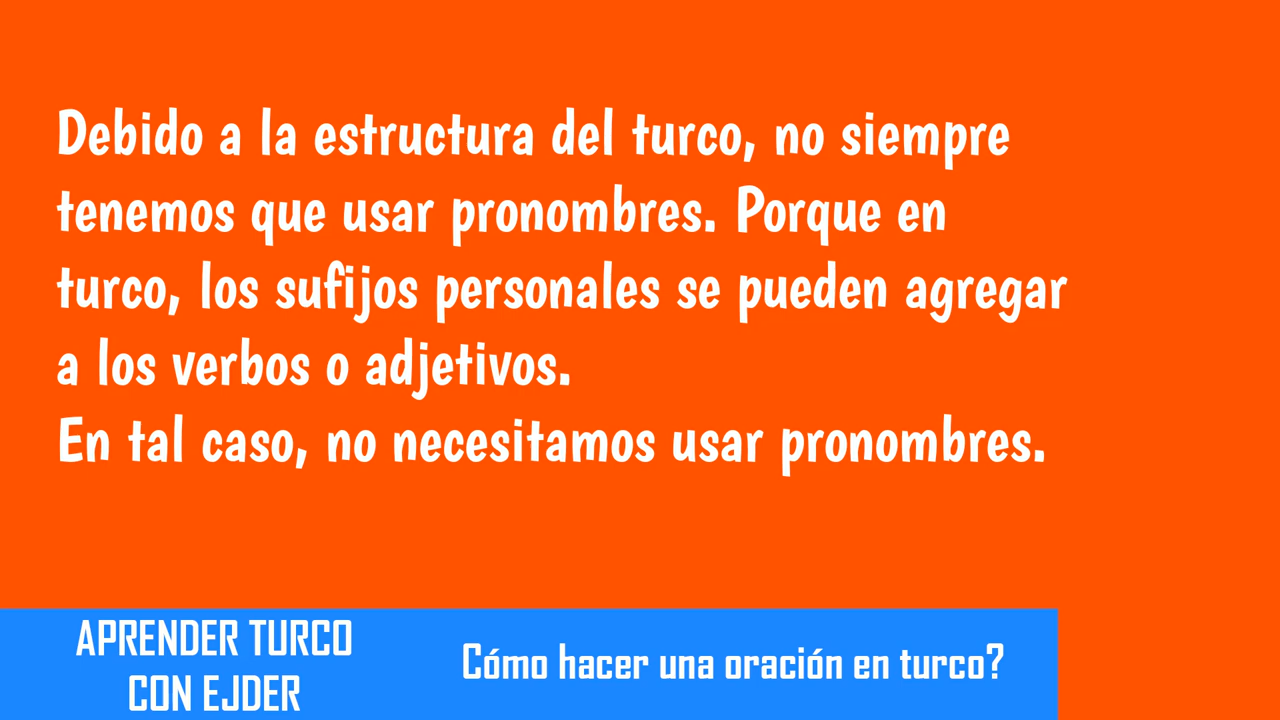 Debido a la estructura del turco, no siempre
tenemos que usar pronombres. Porque en
turco, los sufijos personales se pueden agregar
a los verbos o adjetivos.
En tal caso, no necesitamos usar pronombres.
APRENDER TURCO
CON EJDER
Cómo hacer una oración en turco?